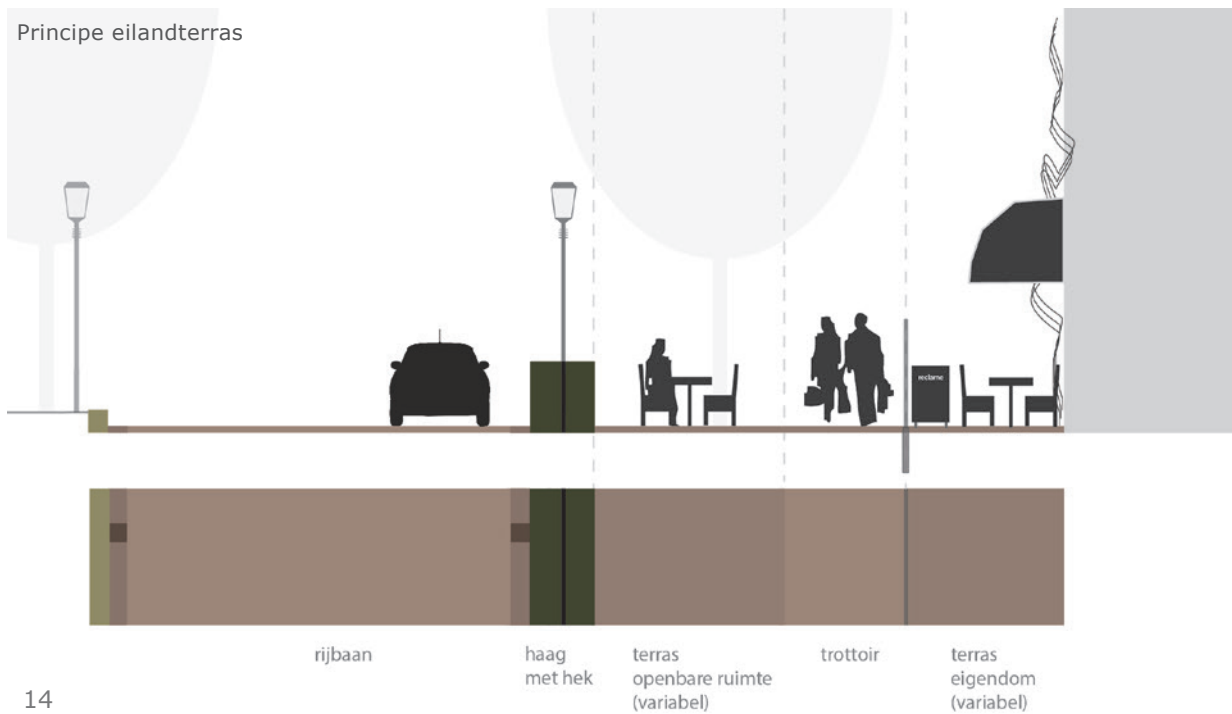 Principe eilandterras
reclame
rijbaan
haag
met hek
terras
openbare ruimte
(variabel)
trottoir
terras
eigendom
(variabel)
14